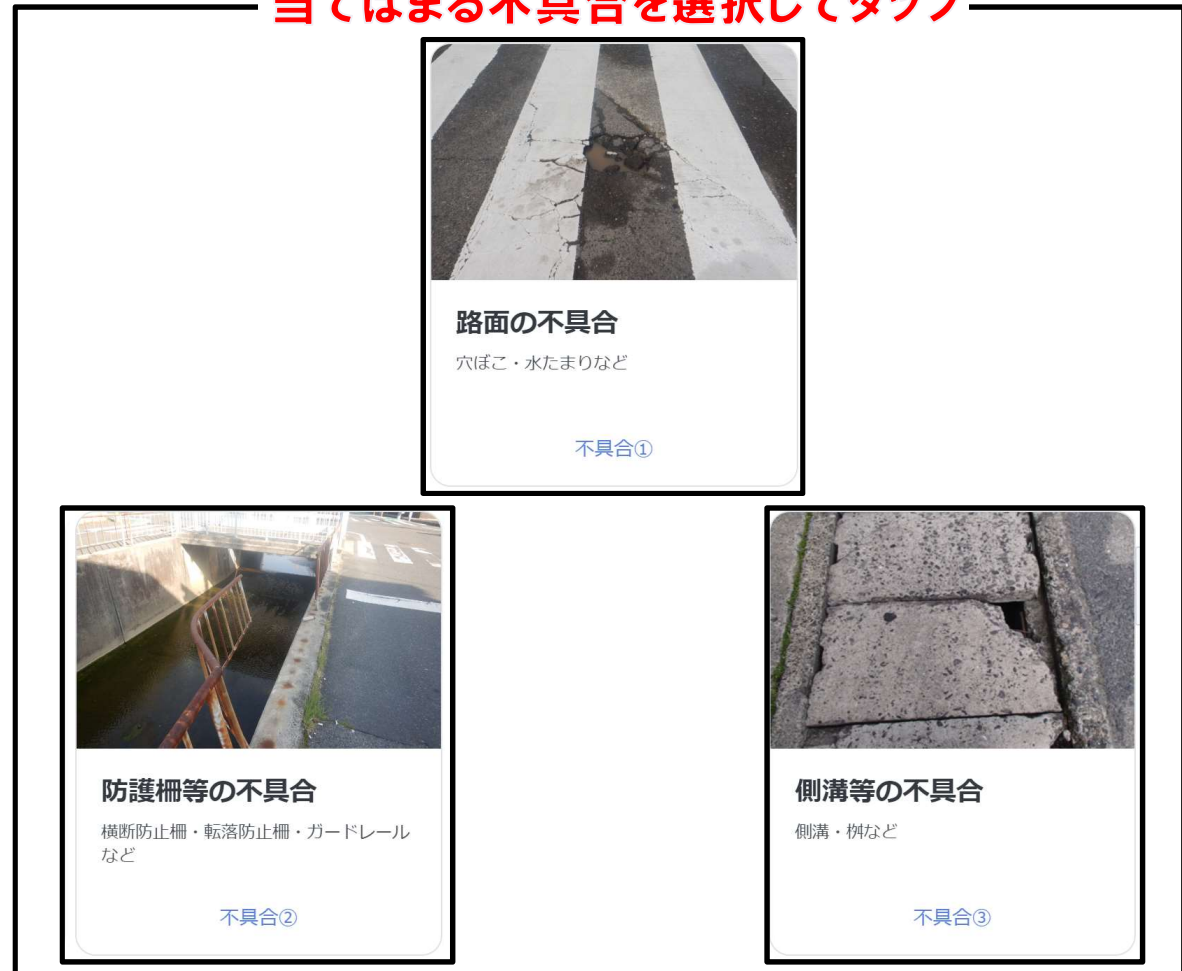 当てはまる不具合を選択してタップ
路面の不具合
穴ぼこ・水たまりなど
不具合①
防護柵等の不具合
横断防止柵・転落防止柵・ガードレール
など
不具合②
側溝等の不具合
側溝・桝など
不具合③